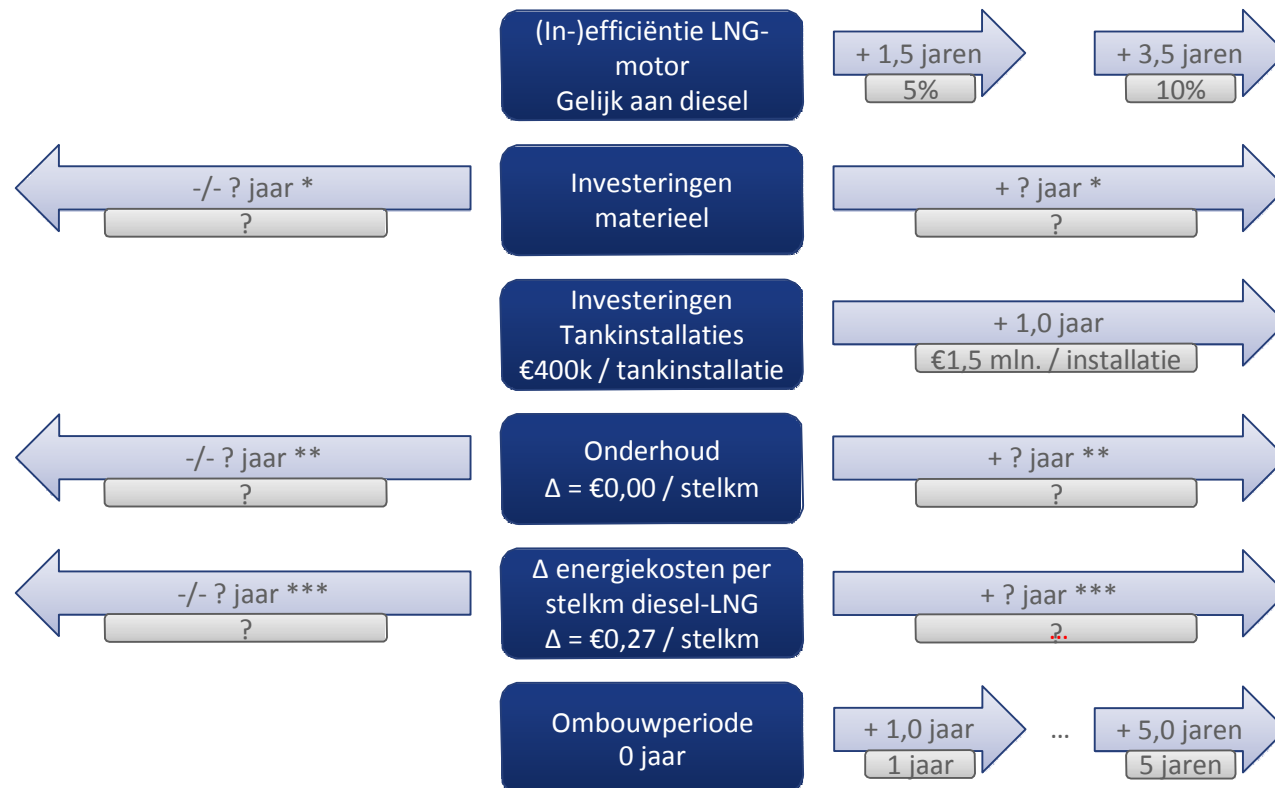 (In-)efficiëntie LNG-
motor
Gelijk aan diesel
+ 1,5 jaren
5%
+ 3,5 jaren
10%
-/- ? jaar *
?
Investeringen
materieel
+ ? jaar *
?
Investeringen
Tankinstallaties
€400k / tankinstallatie
+ 1,0 jaar
€1,5 mln. / installatie
-/- ? jaar **
?
Onderhoud
Δ = €0,00 / stelkm
+ ? jaar **
?
-/- ? jaar ***
?
Δ energiekosten per
stelkm diesel-LNG
Δ = €0,27 / stelkm
+ ? jaar ***
?
...
Ombouwperiode
0 jaar
+ 1,0 jaar
1 jaar
...
+ 5,0 jaren
5 jaren